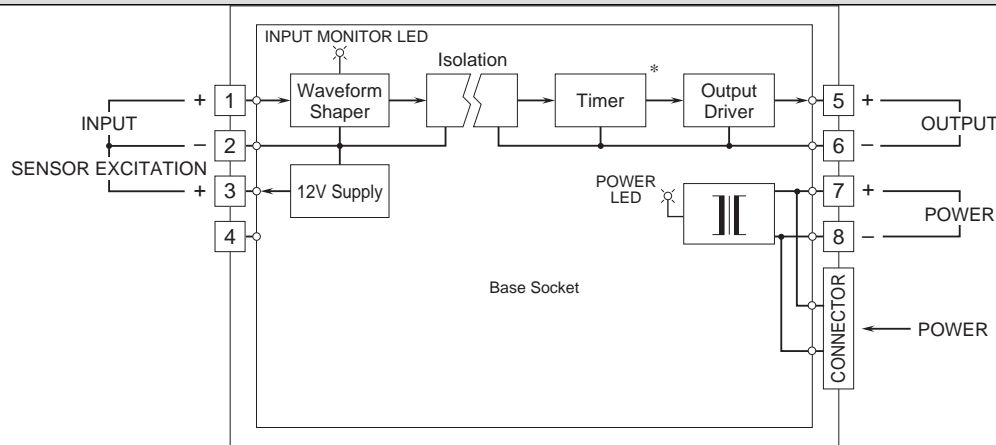 INPUT MONITOR LED
Isolation
*
Waveform
Shaper
Timer
Output
Driver
+ 1
5 +
INPUT
OUTPUT
− 2
6 −
SENSOR EXCITATION
+ 3
12V Supply
POWER
LED
7 +
POWER
4
8 −
Base Socket
CONNECTOR
POWER